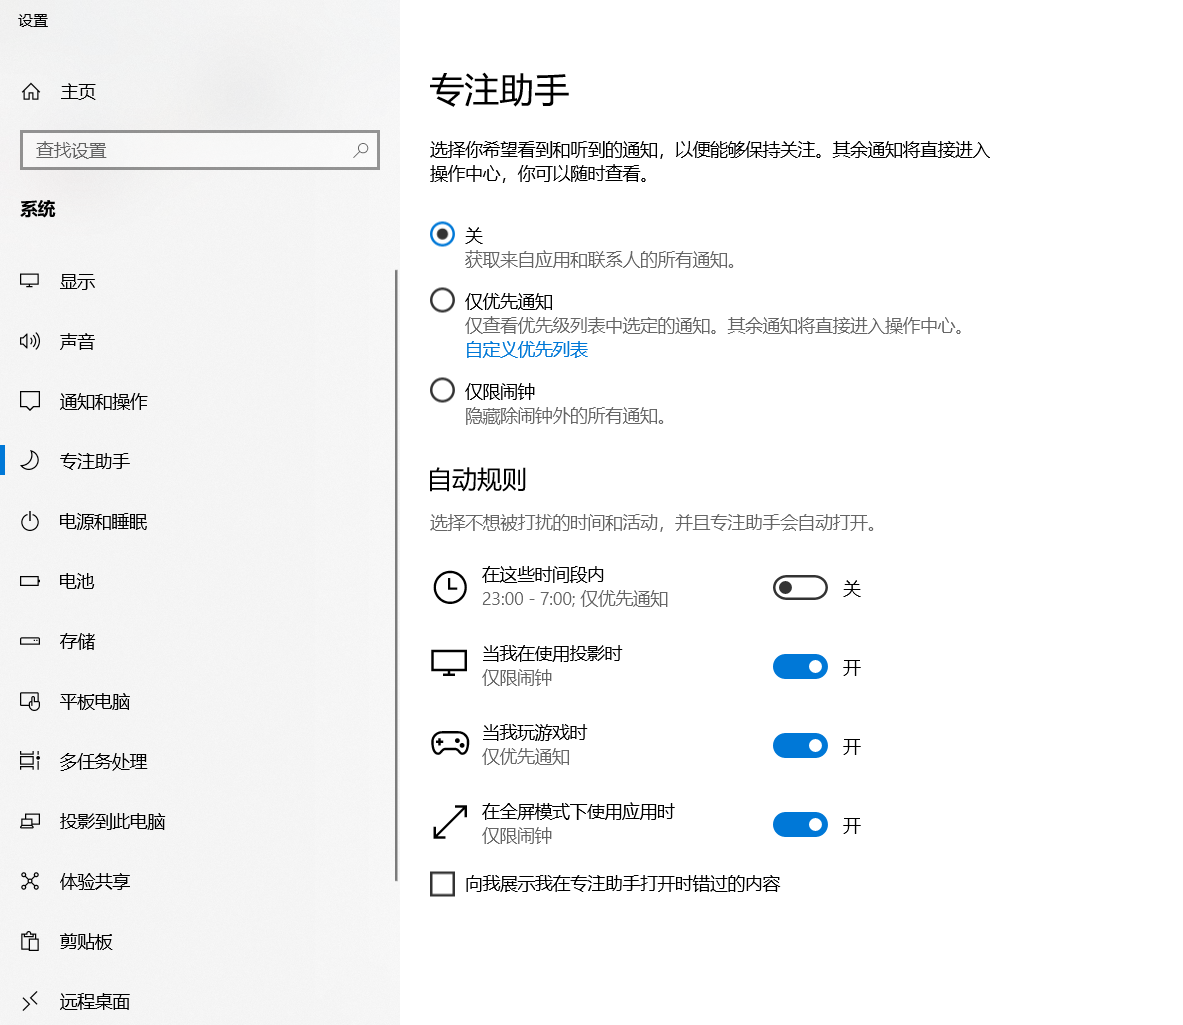 设置
主页
查找设置
系统
显示
声音
通知和操作
专注助手
电源和睡眠
电池
存储
平板电脑
多任务处理
投影到此电脑
体验共享
剪贴板
远程桌面
专注助手
选择你希望看到和听到的通知，以便能够保持关注。其余通知将直接进入
操作中心，你可以随时查看。
关
获取来自应用和联系人的所有通知。
仅优先通知
仅查看优先级列表中选定的通知。其余通知将直接进入操作中心。
自定义优先列表
仅限闹钟
隐藏除闹钟外的所有通知。
自动规则
选择不想被打扰的时间和活动，并且专注助手会自动打开。
在这些时间段内
23:00 - 7:00; 仅优先通知
关
当我在使用投影时
仅限闹钟
开
当我玩游戏时
仅优先通知
开
在全屏模式下使用应用时
仅限闹钟
开
向我展示我在专注助手打开时错过的内容